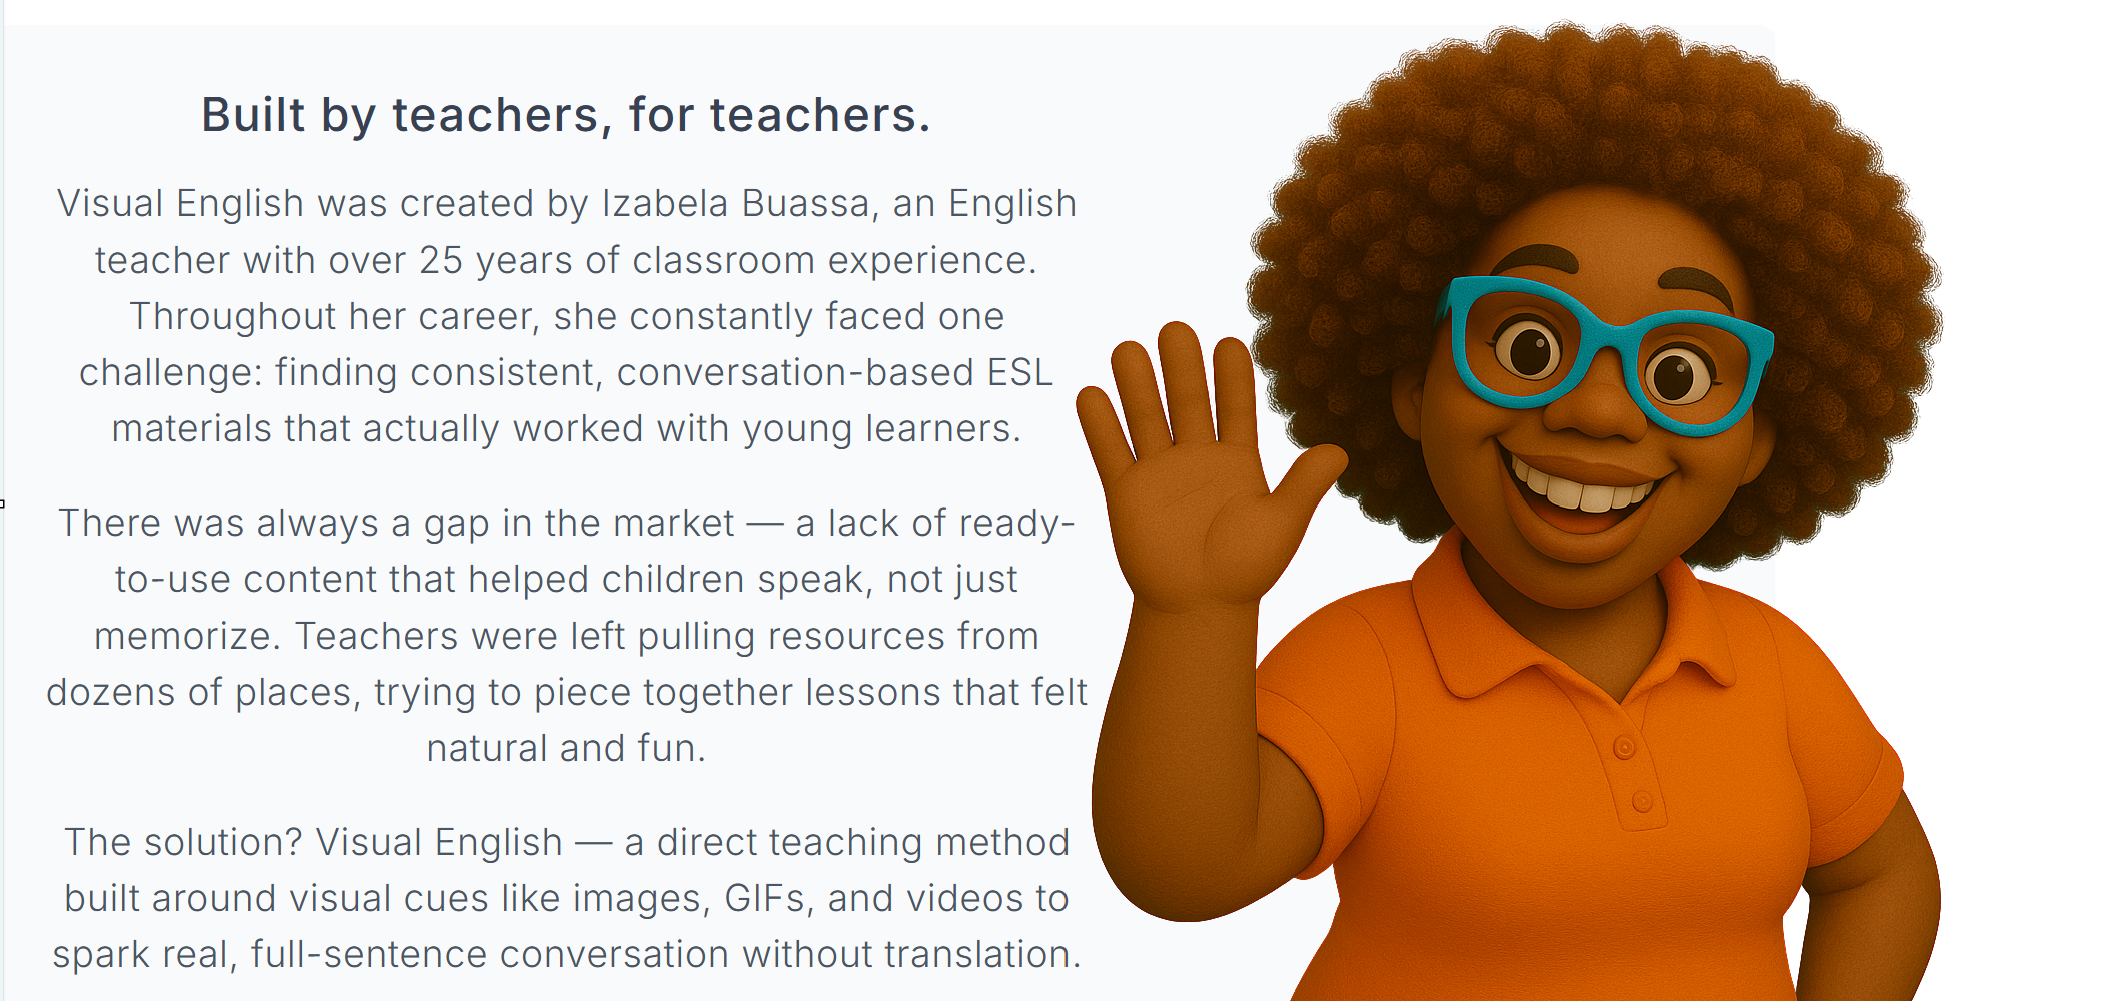 Built by teachers, for teachers.
Visual English was created by Izabela Buassa, an English
teacher with over 25 years of classroom experience.
Throughout her career, she constantly faced one
challenge: finding consistent, conversation-based ESL
materials that actually worked with young learners.
There was always a gap in the market — a lack of ready-
to-use content that helped children speak, not just
memorize. Teachers were left pulling resources from
dozens of places, trying to piece together lessons that felt
natural and fun.
The solution? Visual English — a direct teaching method
built around visual cues like images, GIFs, and videos to
spark real, full-sentence conversation without translation.